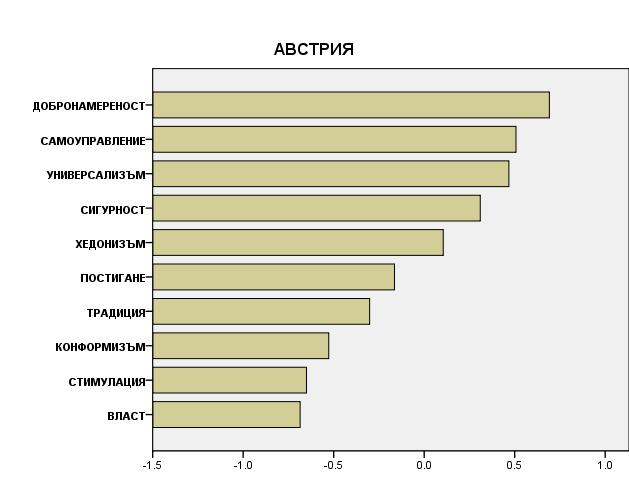 АВСТРИЯ
ДОБРОНАМЕРЕНОСТ
САМОУПРАВЛЕНИЕ
УНИВЕРСАЛИЗЪМ
СИГУРНОСТ
ХЕДОНИЗЪМ
ПОСТИГАНЕ
ТРАДИЦИЯ
КОНФОРМИЗЪМ
СТИМУЛАЦИЯ
ВЛАСТ
-1.5 -1.0 -0.5 0.0 0.5 1.0